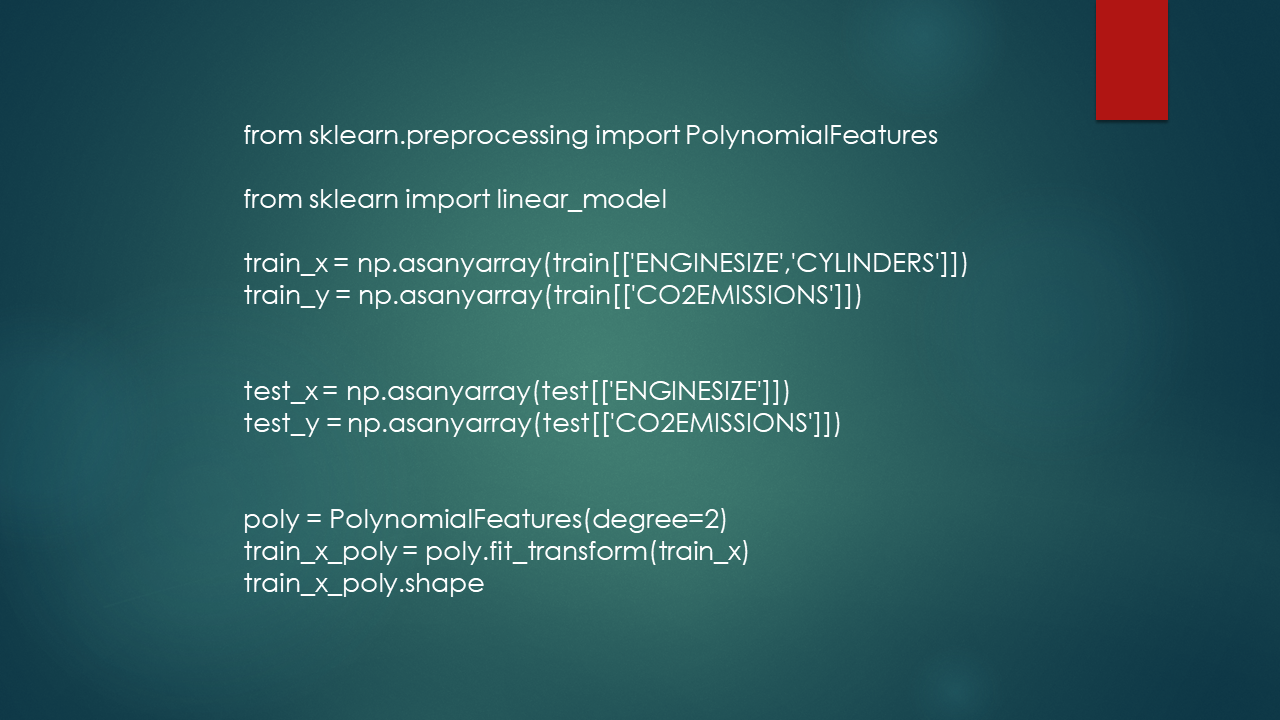 from sklearn.preprocessing import PolynomialFeatures
from sklearn import linear_model
train_x = np.asanyarray(train[['ENGINESIZE','CYLINDERS']])
train_y = np.asanyarray(train[['CO2EMISSIONS']])
test_x = np.asanyarray(test[['ENGINESIZE']])
test_y = np.asanyarray(test[['CO2EMISSIONS']])
poly = PolynomialFeatures(degree=2)
train_x_poly = poly.fit_transform(train_x)
train_x_poly.shape